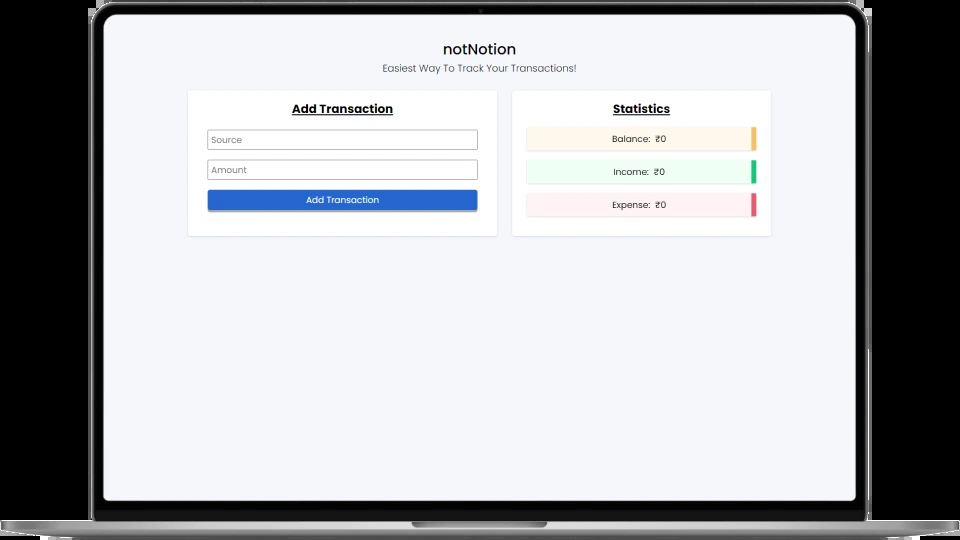 notNotion
Easiest Way To Track Your Transactions!
Add Transaction
Source
Amount
Add Transaction
Statistics
Balance: ₹0
Income: ₹0
Expense: ₹0